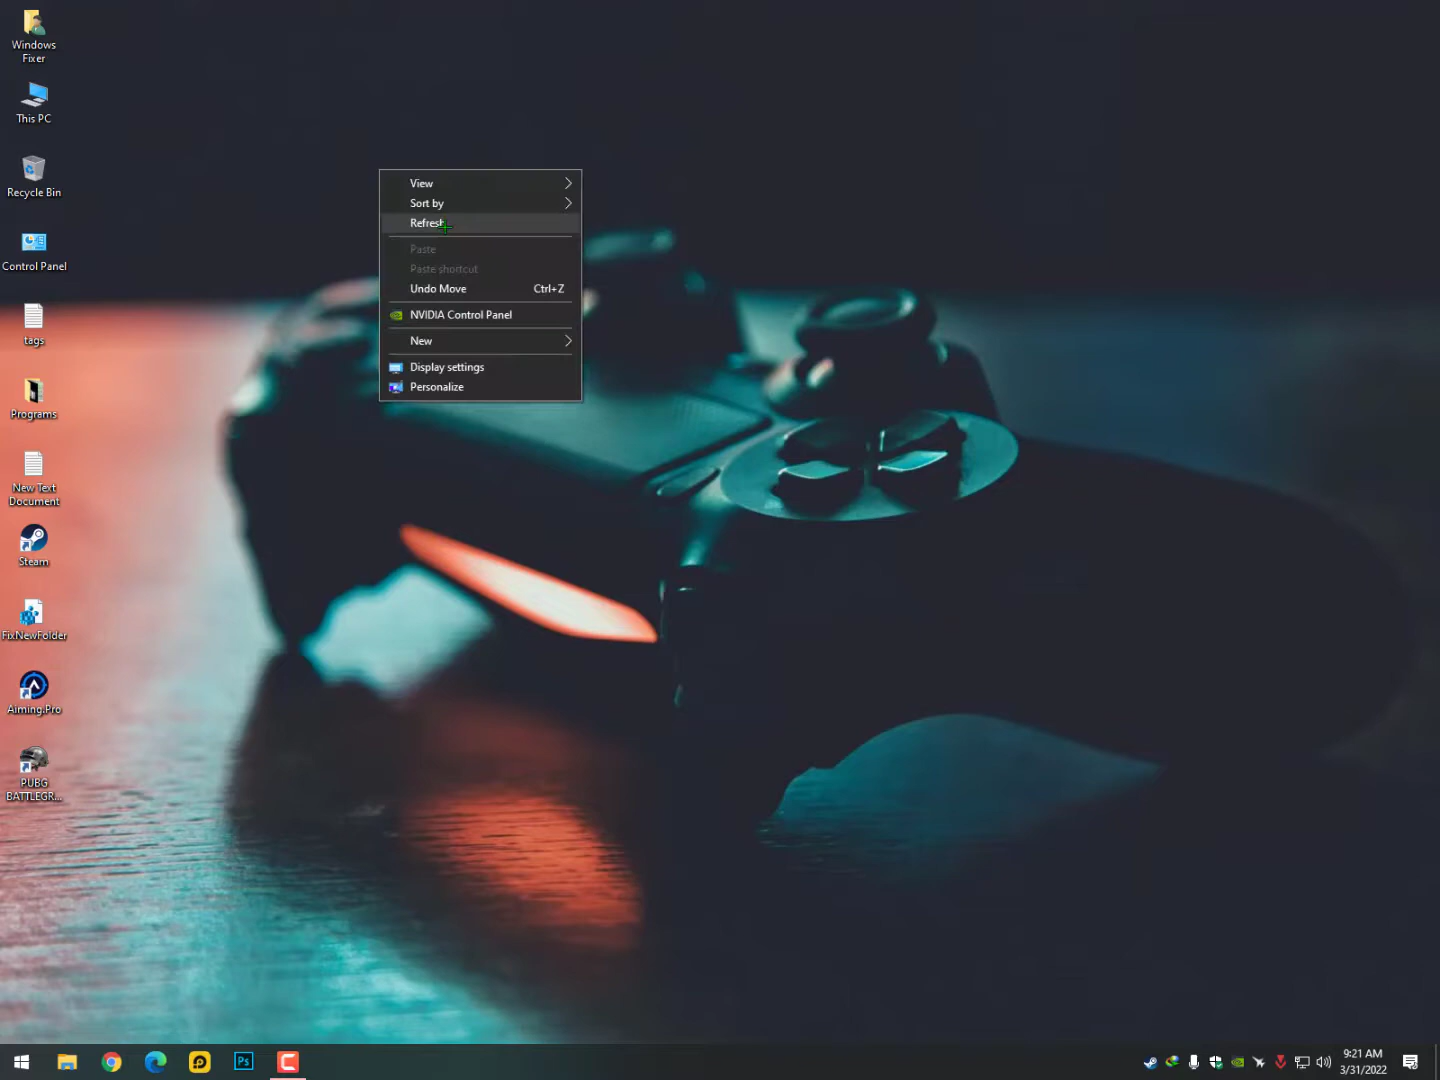 Windows
Fixer
This PC
Recycle Bin
Control Panel
tags
Programs
New Text
Document
Steam
FixNewFolder
Aiming.Pro
PUBG
BATTLEGR...
View
Sort by
Refresh
Paste
Paste shortcut
Undo Move Ctrl+Z
NVIDIA Control Panel
New
Display settings
Personalize
Ps
9:21 AM
3/31/2022